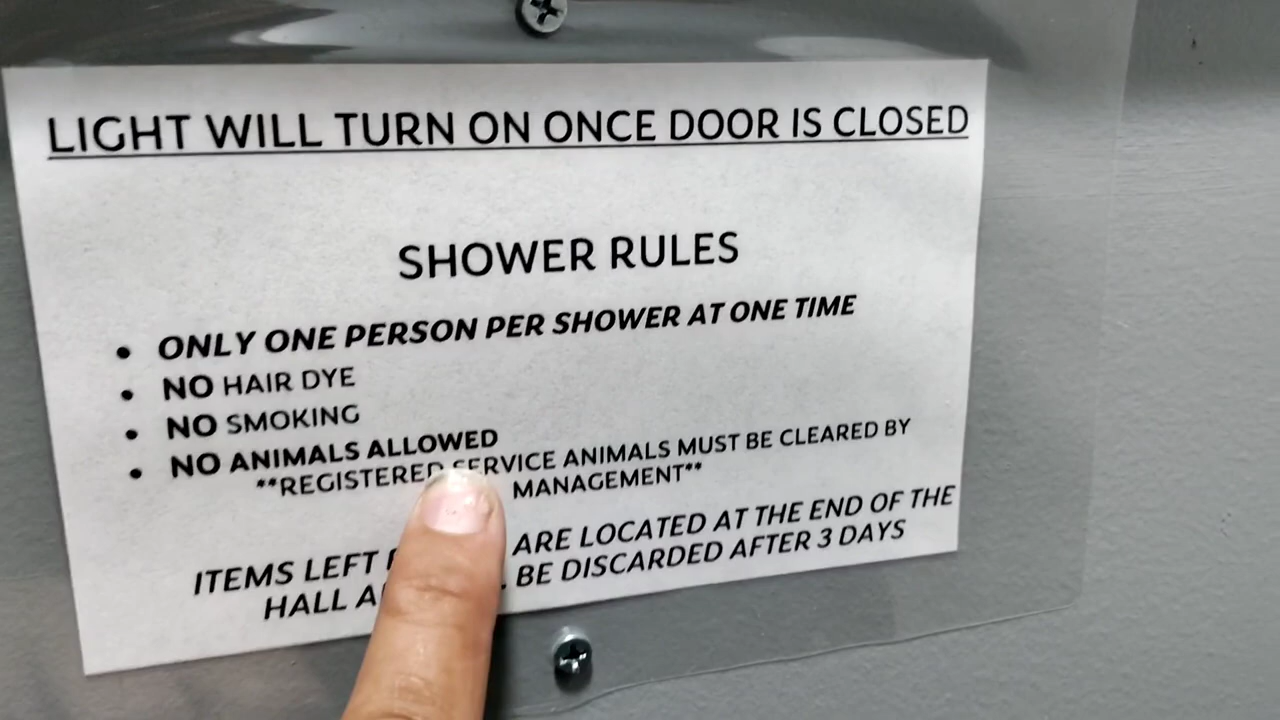 LIGHT WILL TURN ON ONCE DOOR IS CLOSED
SHOWER RULES
• ONLY ONE PERSON PER SHOWER AT ONE TIME
• NO HAIR DYE
• NO SMOKING
• NO ANIMALS ALLOWED
**REGISTERED SERVICE ANIMALS MUST BE CLEARED BY
MANAGEMENT**
ITEMS LEFT ARE LOCATED AT THE END OF THE
HALL BE DISCARDED AFTER 3 DAYS